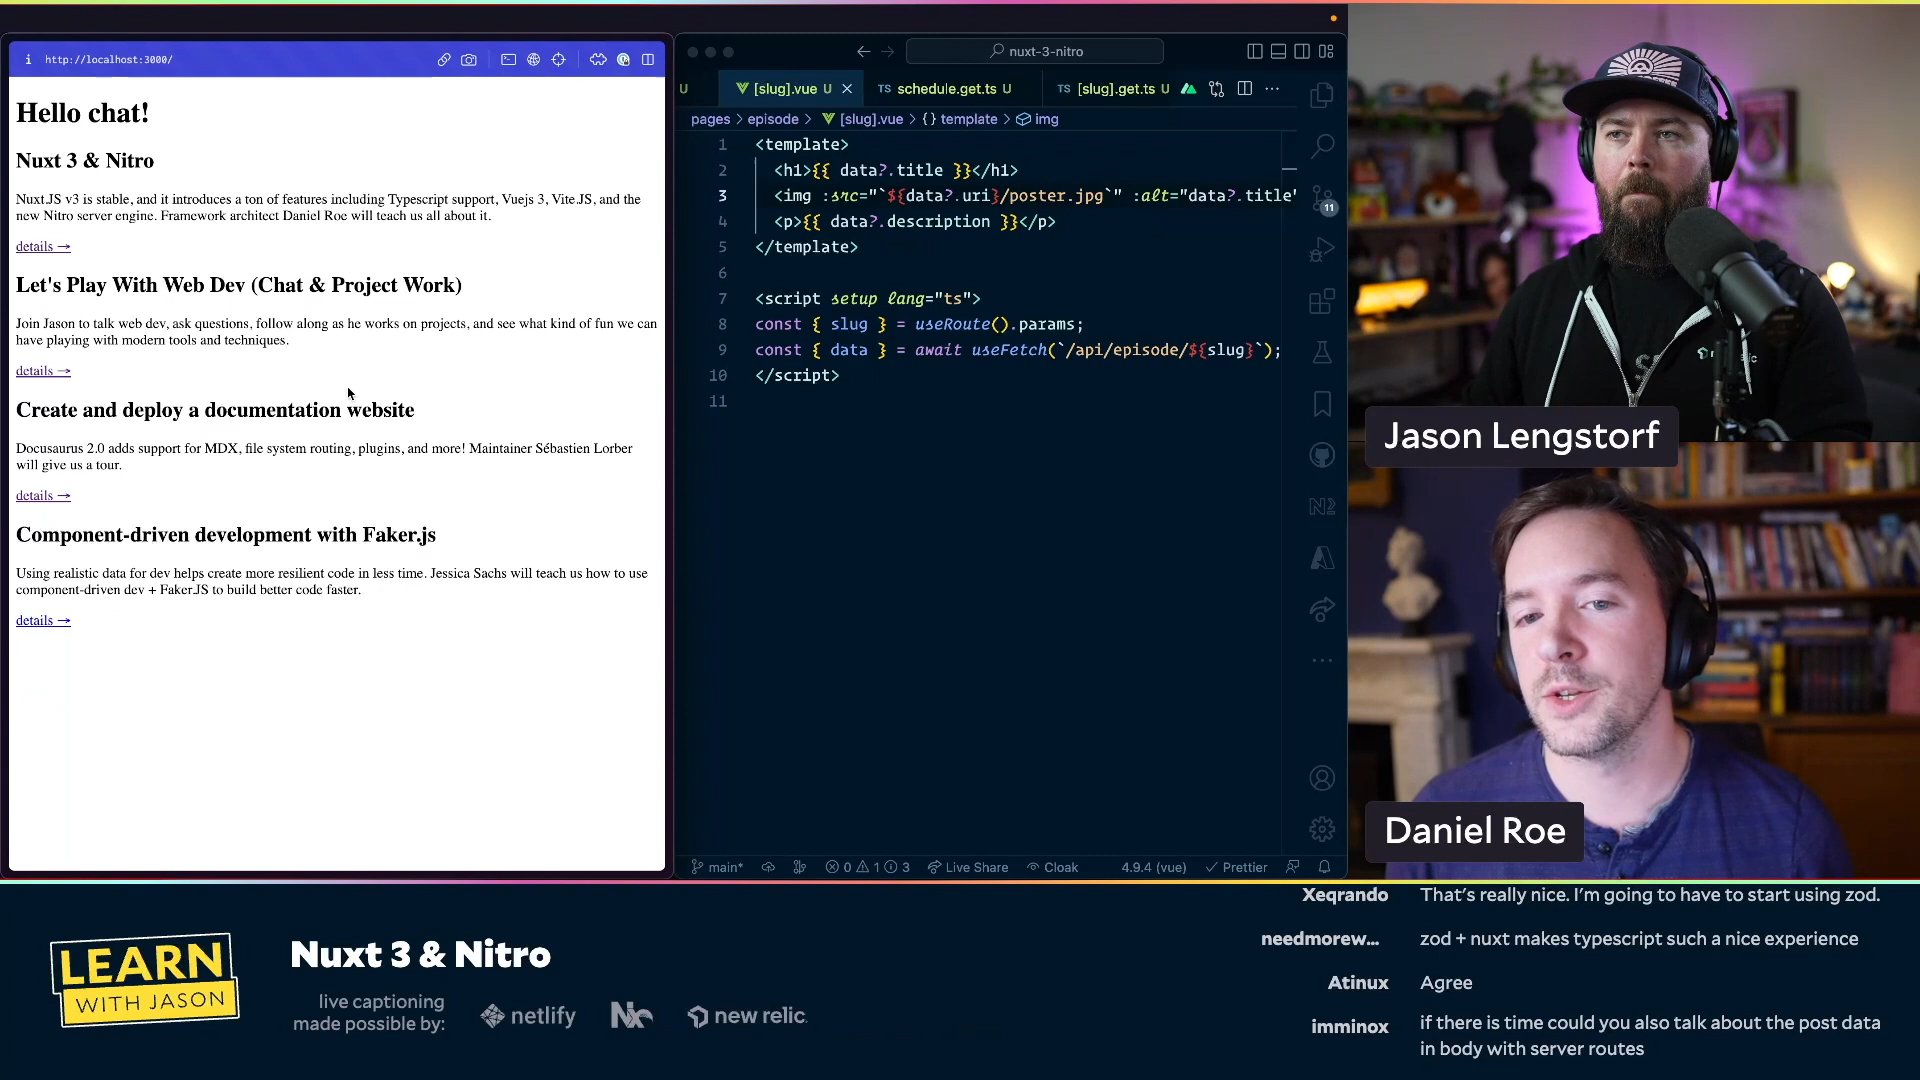 http://localhost:3000/
Hello chat!
Nuxt 3 & Nitro
Nuxt.JS v3 is stable, and it introduces a ton of features including Typescript support, Vuejs 3, Vite.JS, and the
new Nitro server engine. Framework architect Daniel Roe will teach us all about it.
details →
Let's Play With Web Dev (Chat & Project Work)
Join Jason to talk web dev, ask questions, follow along as he works on projects, and see what kind of fun we can
have playing with modern tools and techniques.
details →
Create and deploy a documentation website
Docusaurus 2.0 adds support for MDX, file system routing, plugins, and more! Maintainer Sébastien Lorber
will give us a tour.
details →
Component-driven development with Faker.js
Using realistic data for dev helps create more resilient code in less time. Jessica Sachs will teach us how to use
component-driven dev + Faker.JS to build better code faster.
details →
nuxt-3-nitro
U [slug].vue U TS schedule.get.ts U TS [slug].get.ts U
pages > episode > [slug].vue > {} template > img
1 <template>
2 <h1>{{ data?.title }}</h1>
3 <img :src="`${data?.uri}/poster.jpg`" :alt="data?.title"
4 <p>{{ data?.description }}</p>
5 </template>
6
7 <script setup lang="ts">
8 const { slug } = useRoute().params;
9 const { data } = await useFetch(`/api/episode/${slug}`);
10 </script>
11
11
main* 0 1 3 Live Share Cloak 4.9.4 (vue) Prettier
Jason Lengstorf
Daniel Roe
LEARN
WITH JASON
Nuxt 3 & Nitro
live captioning
made possible by:
netlify
Nx
new relic.
Xeqrando That's really nice. I'm going to have to start using zod.
needmorew... zod + nuxt makes typescript such a nice experience
Atinux Agree
imminox if there is time could you also talk about the post data
in body with server routes